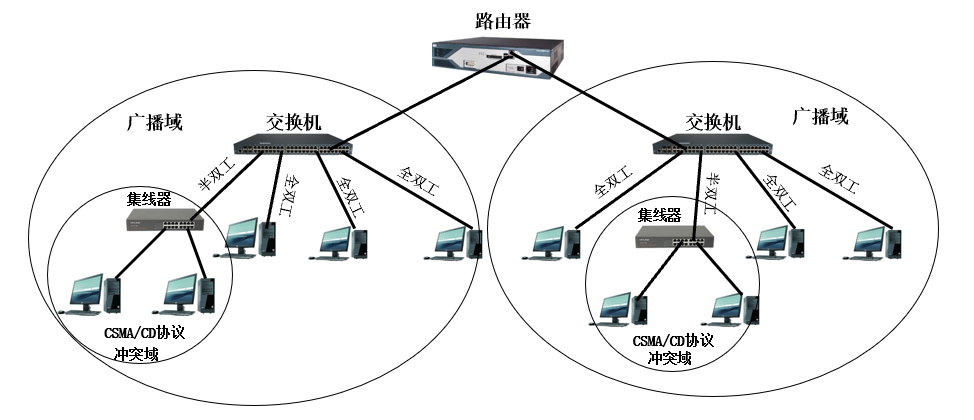 路由器
广播域
交换机
交换机
广播域
半双工
全双工
全双工
全双工
全双工
半双工
全双工
全双工
集线器
集线器
CSMA/CD协议
冲突域
CSMA/CD协议
冲突域